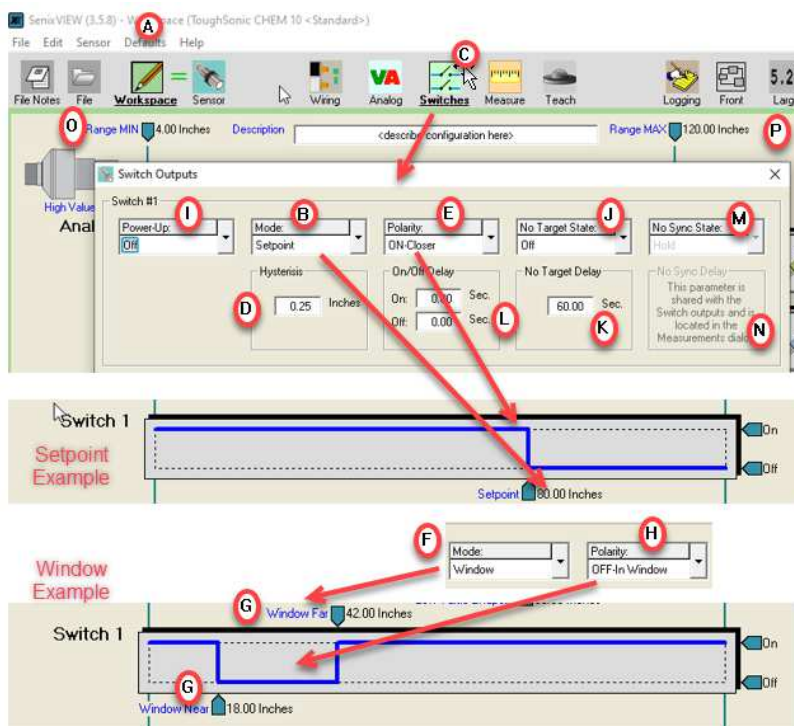 SenixVIEW (3.5.8) - Workspace (ToughSonic CHEM 10 <Standard>)
A
File Edit Sensor Defaults Help
C
File Notes File Workspace = Sensor Wiring VA Analog Switches Measure Teach Logging Front 5.2 Larg
O Range MIN 4.00 Inches Description <describe configuration here> Range MAX 120.00 Inches P
High Value
Anal
Switch Outputs
Switch #1
I B E J M
Power-Up: Mode: Polarity: No Target State: No Sync State:
Off Setpoint ON-Closer Off Hold
Hysterisis On/Off Delay No Target Delay No Sync Delay
D 0.25 Inches
On: 0.00 Sec.
Off: 0.00 Sec. L
60.00 Sec.
K
This parameter is
shared with the
Switch outputs and is
located in the
Measurements dialog
N
Switch 1
Setpoint
Example
On
Off
Setpoint 80.00 Inches
Window
Example
F H
Mode: Polarity:
Window OFF-In Window
G Window Far 42.00 Inches
Switch 1
On
Off
G
Window Near 18.00 Inches